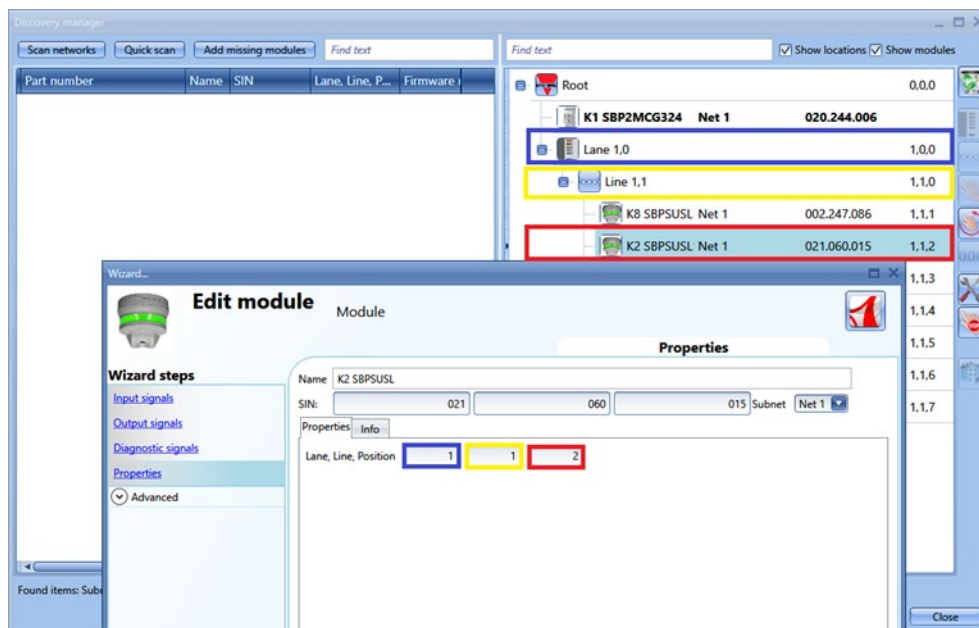 Discovery manager
Scan networks Quick scan Add missing modules Find text
Find text Show locations Show modules
Part number Name SIN Lane, Line, P... Firmware
Root 0,0,0
K1 SBP2MCG324 Net 1 020.244.006
Lane 1,0 1,0,0
Line 1,1 1,1,0
K8 SBPSUSL Net 1 002.247.086 1,1,1
K2 SBPSUSL Net 1 021.060.015 1,1,2
1,1,3
1,1,4
1,1,5
1,1,6
1,1,7
Wizard...
Edit module Module
Properties
Wizard steps
Input signals
Output signals
Diagnostic signals
Properties
Advanced
Name K2 SBPSUSL
SIN: 021 060 015 Subnet Net 1
Properties Info
Lane, Line, Position 1 1 2
Found items: Sub
Close